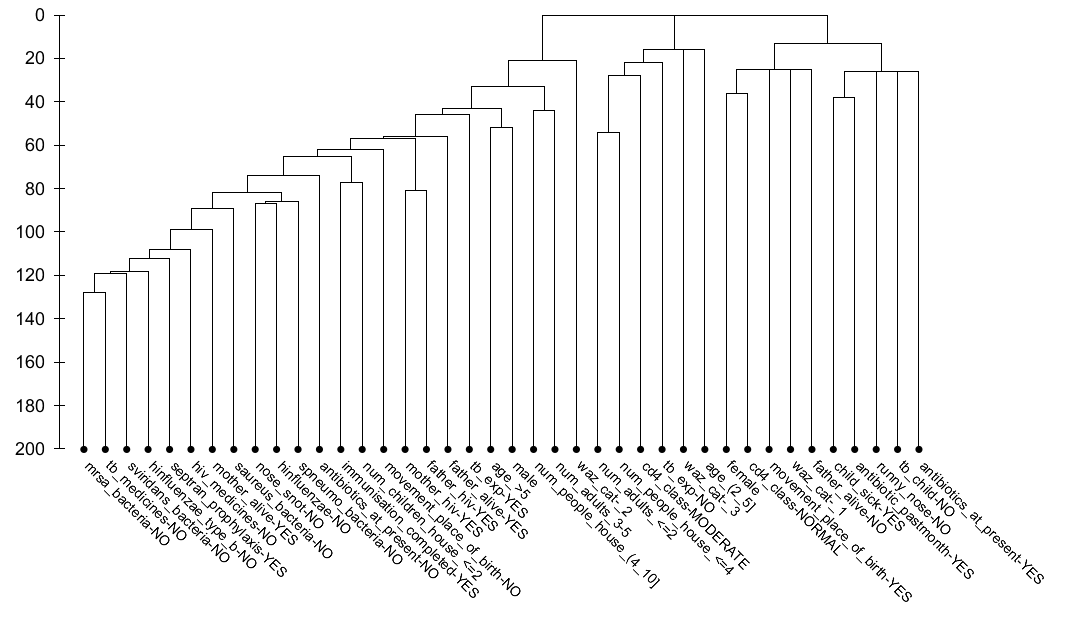 0
20
40
60
80
100
120
140
160
180
200
mrsa_bacteria-NO
tb_medicines-NO
sviridans_bacteria-NO
hinfluenzae_type_b-NO
septran_prophylaxis-YES
hiv_medicines-NO
mother_alive-YES
saureus_bacteria-NO
nose_snot-NO
hinfluenzae-NO
spneumo_bacteria-NO
antibiotics_at_present-NO
immunisation_completed-YES
num_children_house_<=2
movement_place_of_birth-NO
mother_hiv-YES
father_hiv-YES
father_alive-YES
tb_exp-YES
age_>5
male
num_people_house_(4_10]
num_adults_3-5
waz_cat_-2
num_adults_<=2
num_people_house_<=4
cd4_class-MODERATE
tb_exp-NO
waz_cat_-3
age_(2_5]
female
cd4_class-NORMAL
movement_place_of_birth-YES
waz_cat_-1
father_alive-NO
child_sick-YES
antibiotic_pastmonth-YES
runny_nose-NO
tb_child-NO
antibiotics_at_present-YES